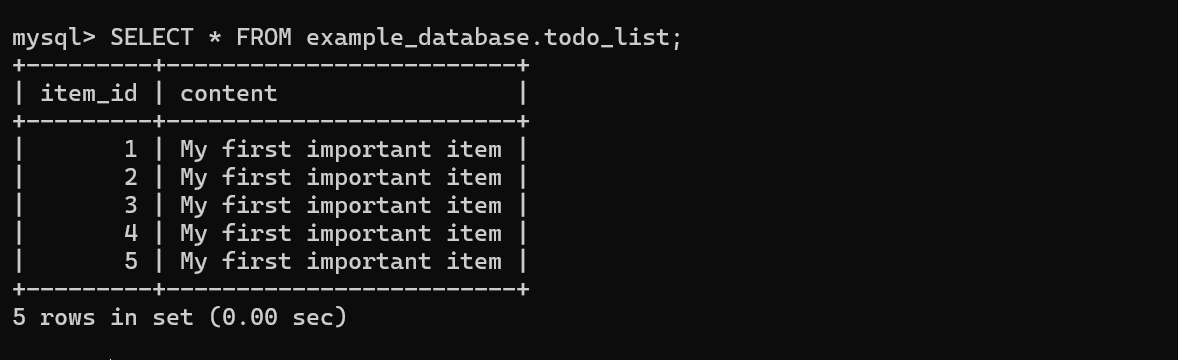 mysql> SELECT * FROM example_database.todo_list;
+---------+-------------------------+
| item_id | content                 |
+---------+-------------------------+
|       1 | My first important item |
|       2 | My first important item |
|       3 | My first important item |
|       4 | My first important item |
|       5 | My first important item |
+---------+-------------------------+
5 rows in set (0.00 sec)